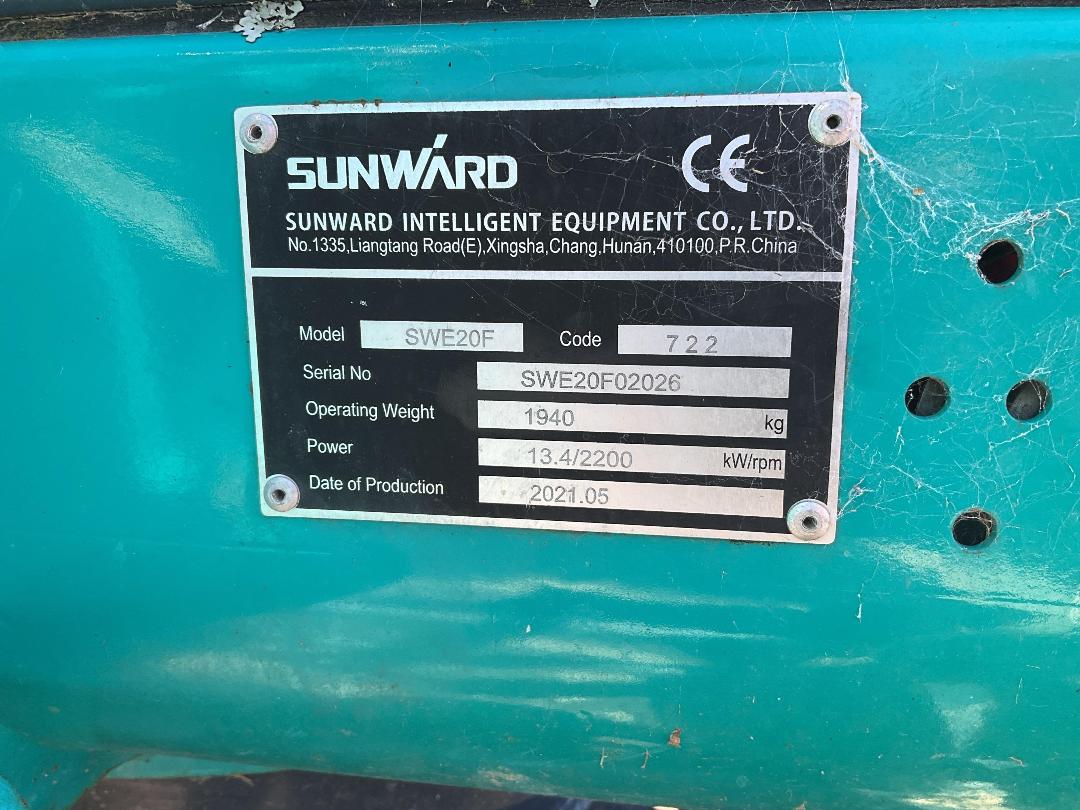 SUNWARD CE
SUNWARD INTELLIGENT EQUIPMENT CO., LTD.
No.1335,Liangtang Road(E),Xingsha,Chang,Hunan,410100,P.R.China
Model SWE20F Code 722
Serial No SWE20F02026
Operating Weight 1940 kg
Power 13.4/2200 kW/rpm
Date of Production 2021.05